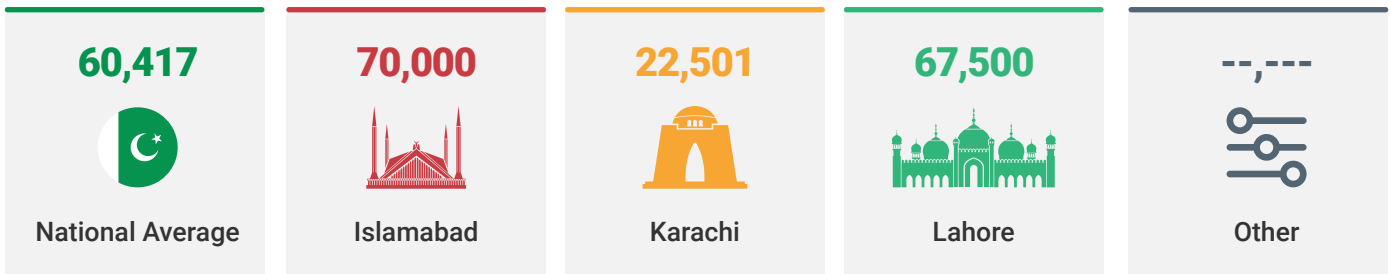 60,417
National Average
70,000
Islamabad
22,501
Karachi
67,500
Lahore
--,---
Other